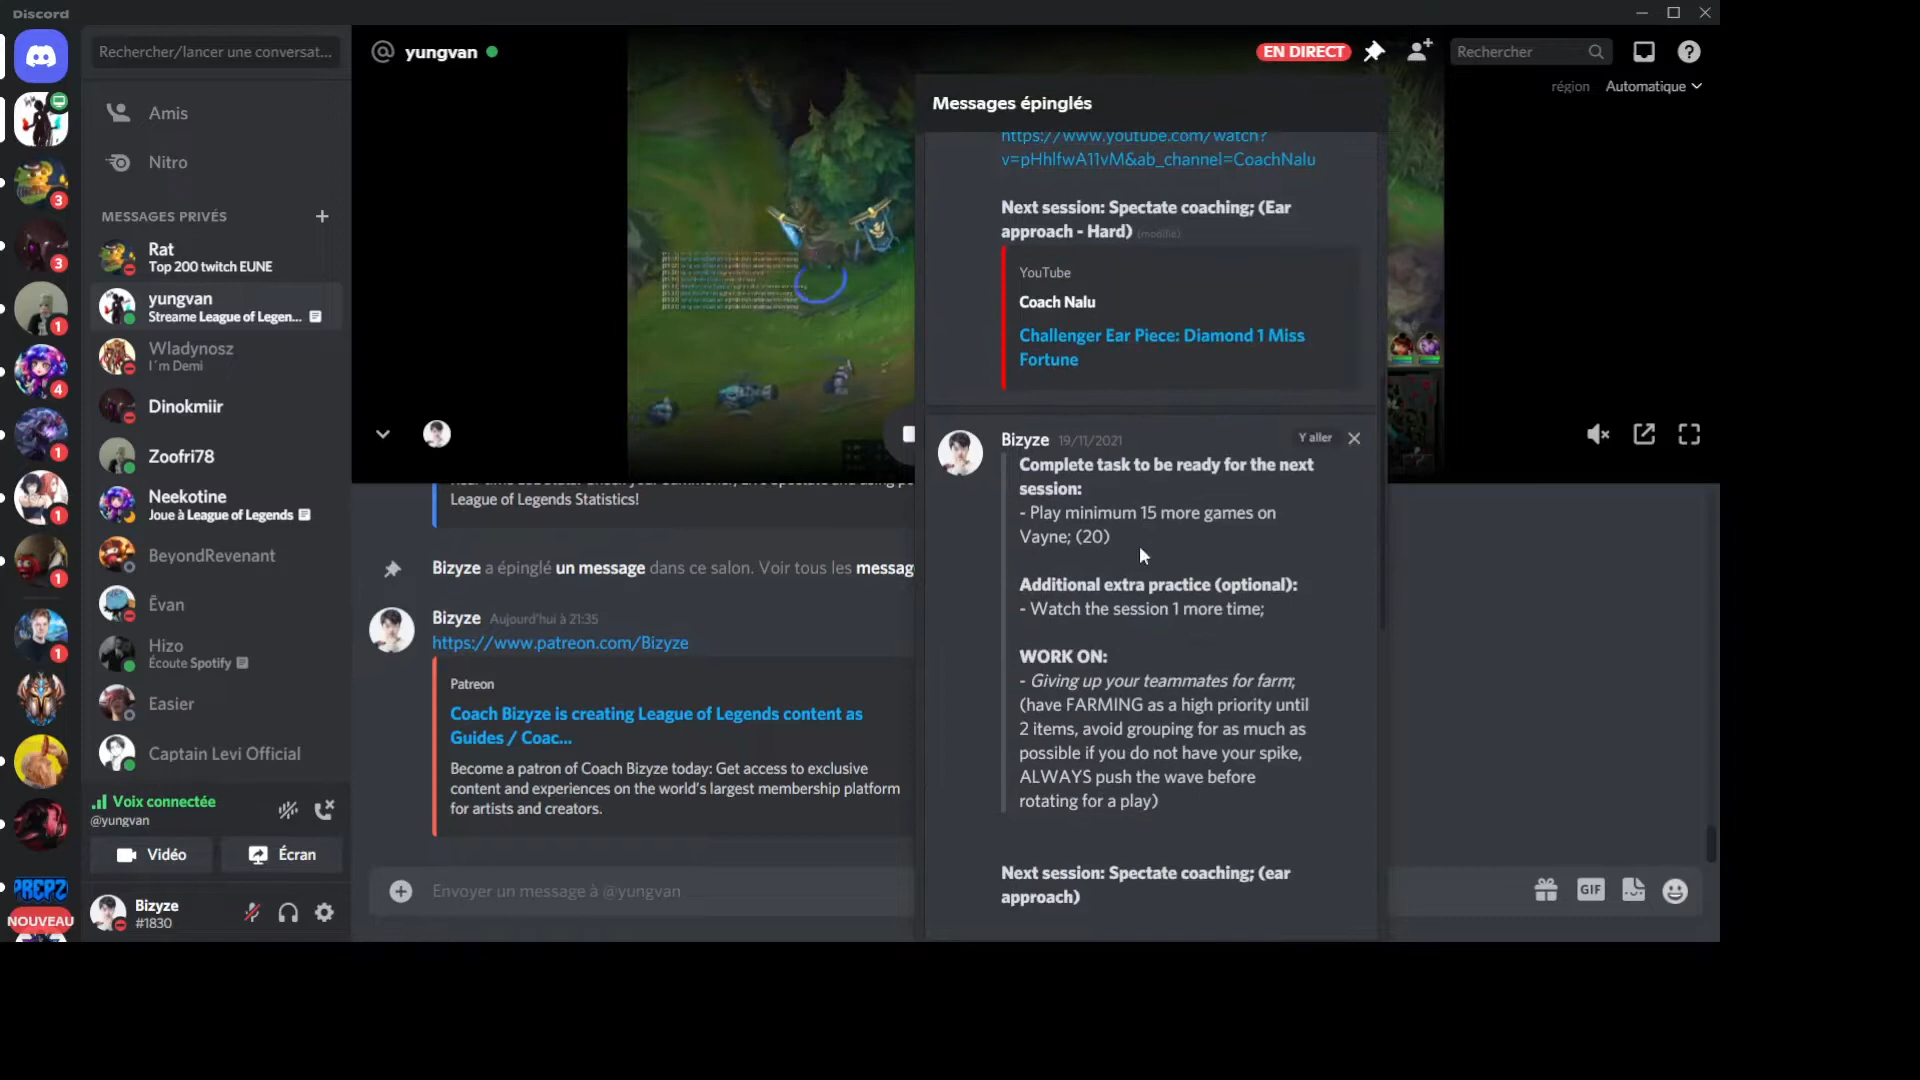 Discord
Rechercher/lancer une conversat...
yungvan
EN DIRECT
Rechercher
région Automatique
Amis
Nitro
MESSAGES PRIVÉS
Rat
Top 200 twitch EUNE
yungvan
Streame League of Legen...
Wladynosz
I´m Demi
Dinokmiir
Zoofri78
Neekotine
Joue à League of Legends
BeyondRevenant
Ēvan
Hizo
Écoute Spotify
Easier
Captain Levi Official
3
3
1
4
1
1
1
1
PREPZ
NOUVEAU
Voix connectée
@yungvan
Vidéo
Écran
Bizyze
#1830
League of Legends Statistics!
Bizyze a épinglé un message dans ce salon. Voir tous les messag
Bizyze Aujourd'hui à 21:35
https://www.patreon.com/Bizyze
Patreon
Coach Bizyze is creating League of Legends content as
Guides / Coac...
Become a patron of Coach Bizyze today: Get access to exclusive
content and experiences on the world's largest membership platform
for artists and creators.
Envoyer un message à @yungvan
GIF
Messages épinglés
https://www.youtube.com/watch?
v=pHhlfwA11vM&ab_channel=CoachNalu
Next session: Spectate coaching; (Ear
approach - Hard) (modifié)
YouTube
Coach Nalu
Challenger Ear Piece: Diamond 1 Miss
Fortune
Bizyze 19/11/2021
Y aller
Complete task to be ready for the next
session:
- Play minimum 15 more games on
Vayne; (20)
Additional extra practice (optional):
- Watch the session 1 more time;
WORK ON:
- Giving up your teammates for farm;
(have FARMING as a high priority until
2 items, avoid grouping for as much as
possible if you do not have your spike,
ALWAYS push the wave before
rotating for a play)
Next session: Spectate coaching; (ear
approach)